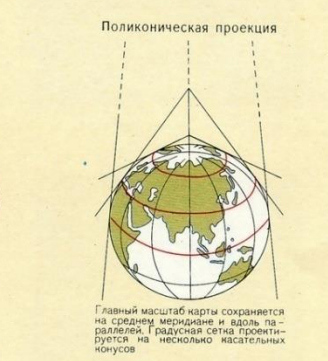 Поликоническая проекция
Главный масштаб карты сохраняется
на среднем меридиане и вдоль па-
раллелей. Градусная сетка проекти-
руется на несколько касательных
конусов